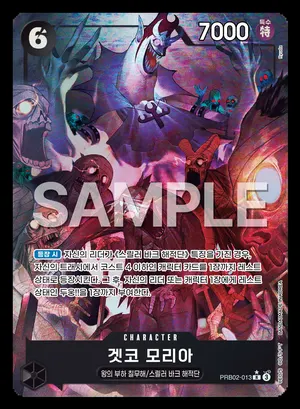 6
7000
특수
特
SAMPLE
등장 시 자신의 리더가 《스릴러 바크 해적단》 특징을 가진 경우,
자신의 트래시에서 코스트 4 이하인 캐릭터 카드를 1장까지 레스트
상태로 등장시킨다. 그 후, 자신의 리더 또는 캐릭터 1장에게 레스트
상태인 두웅!!을 1장까지 부여한다.
CHARACTER
겟코 모리아
왕의 부하 칠무해/스릴러 바크 해적단
PRB02-013 R 3